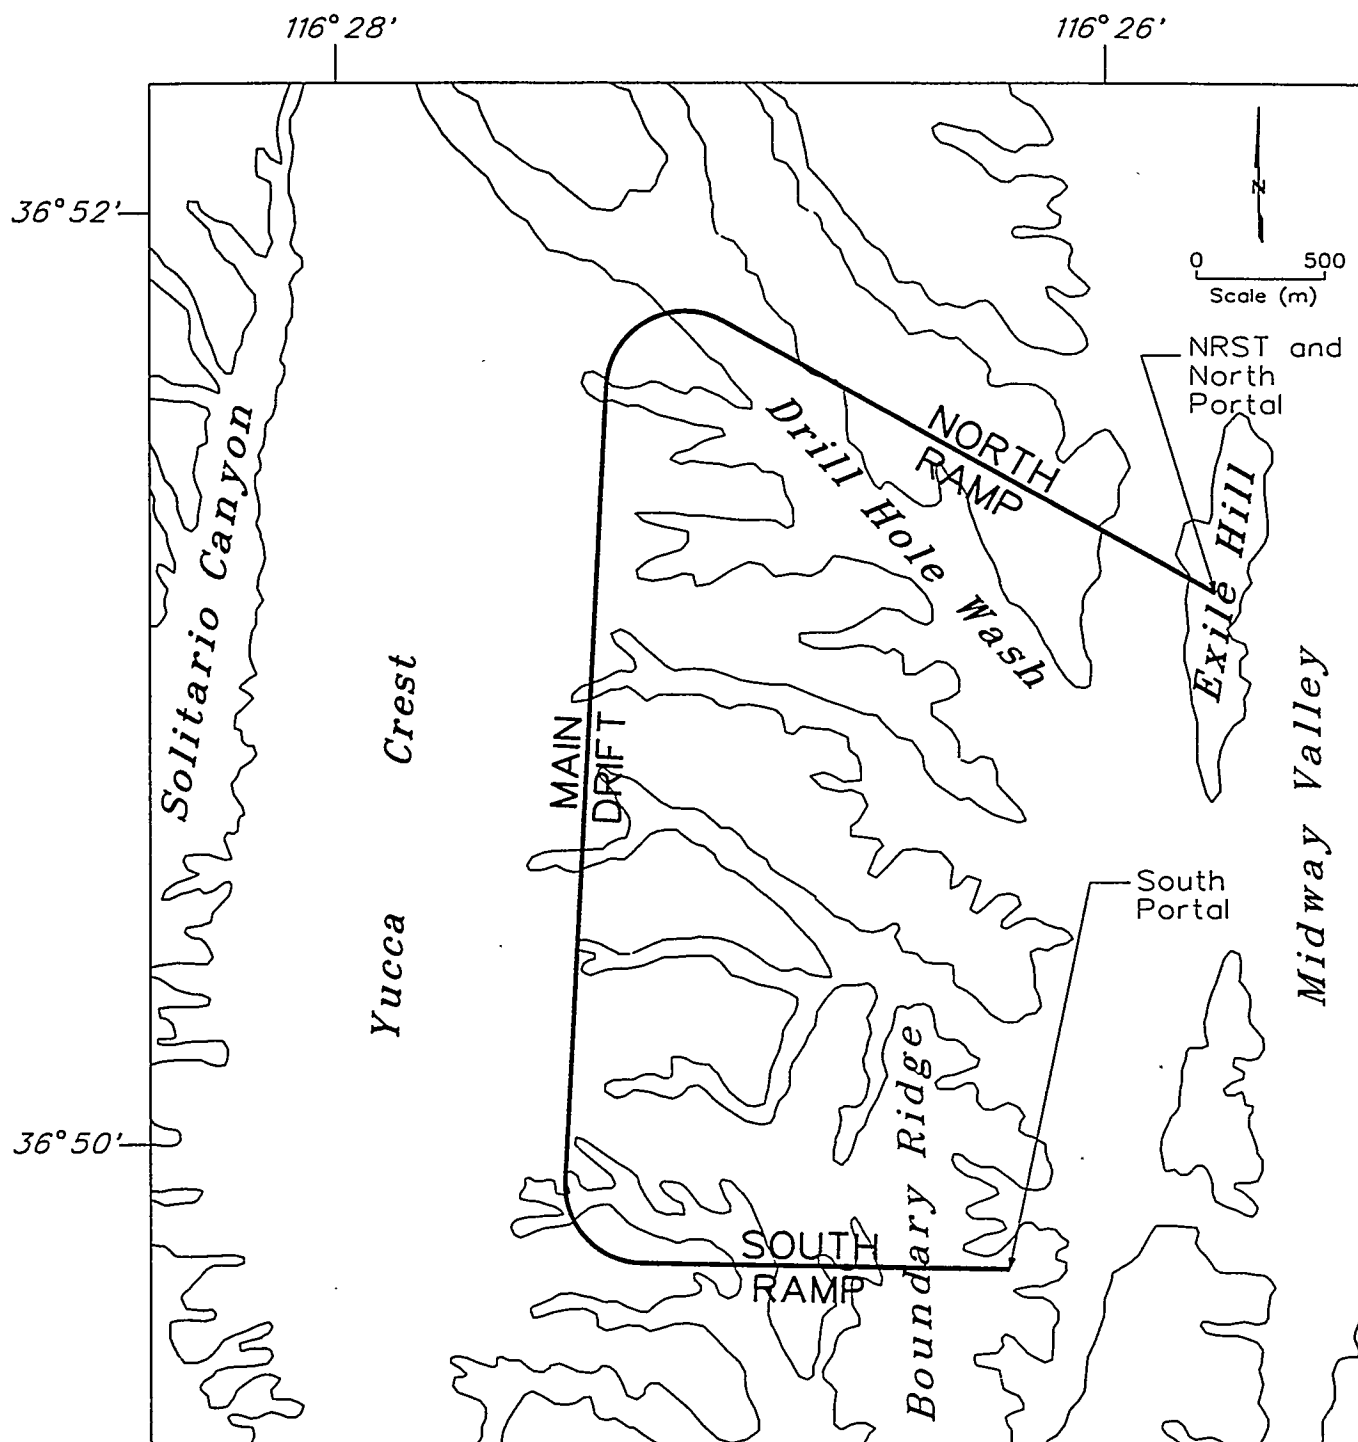 116°28'
116°26'
36°52'
N
0 500
Scale (m)
NRST and
North
Portal
Drill Hole Wash
NORTH
RAMP
Exile Hill
Solitario Canyon
Yucca Crest
MAIN
DRIFT
Midway Valley
South
Portal
36°50'
Boundary Ridge
SOUTH
RAMP